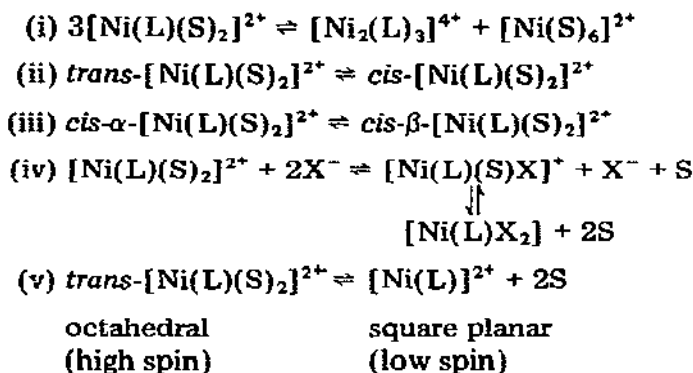 (i) 3[Ni(L)(S)₂]²⁺ ⇌ [Ni₂(L)₃]⁴⁺ + [Ni(S)₆]²⁺
(ii) trans-[Ni(L)(S)₂]²⁺ ⇌ cis-[Ni(L)(S)₂]²⁺
(iii) cis-α-[Ni(L)(S)₂]²⁺ ⇌ cis-β-[Ni(L)(S)₂]²⁺
(iv) [Ni(L)(S)₂]²⁺ + 2X⁻ ⇌ [Ni(L)(S)X]⁺ + X⁻ + S
⇌
[Ni(L)X₂] + 2S
(v) trans-[Ni(L)(S)₂]²⁺ ⇌ [Ni(L)]²⁺ + 2S
octahedral square planar
(high spin) (low spin)